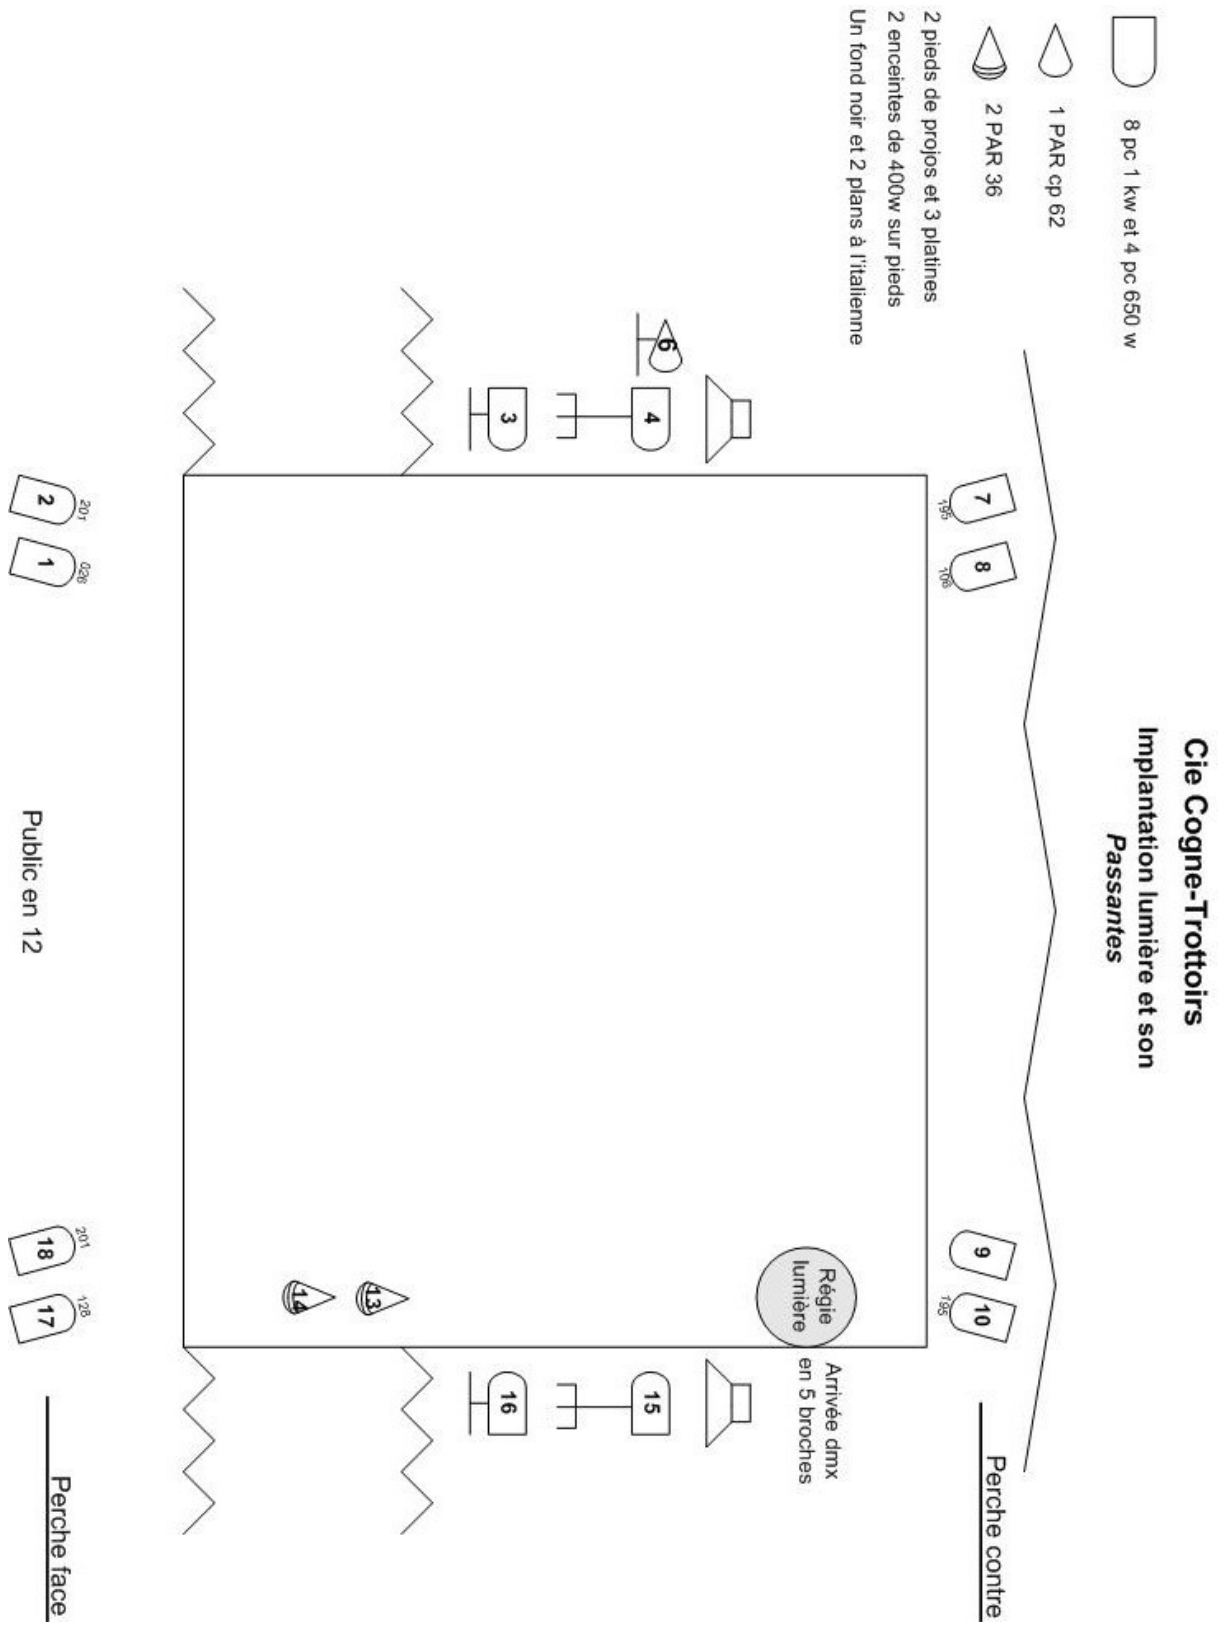 Cie Cogne-Trottoirs
Implantation lumière et son
Passantes
8 pc 1 kw et 4 pc 650 w
1 PAR cp 62
2 PAR 36
2 pieds de projos et 3 platines
2 enceintes de 400w sur pieds
Un fond noir et 2 plans à l'italienne
7
8
9
10
Perche contre
195
106
195
Régie
lumière
Arrivée dmx
en 5 broches
6
4
15
3
16
13
14
201
026
201
128
2
1
18
17
Perche face
Public en 12